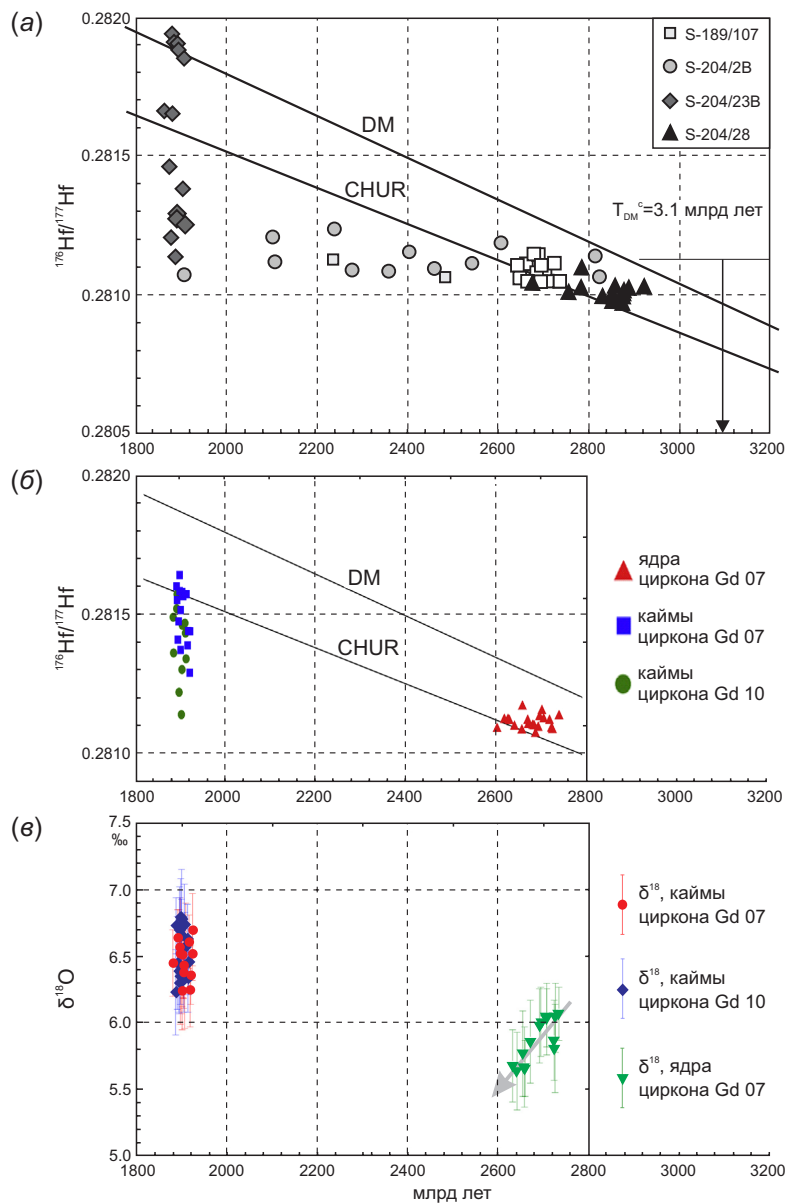 (а)
0.2820
S-189/107
S-204/2B
S-204/23B
S-204/28
DM
0.2815
CHUR
T_DM^c=3.1 млрд лет
¹⁷⁶Hf/¹⁷⁷Hf
0.2810
0.2805
1800 2000 2200 2400 2600 2800 3000 3200
(б)
0.2820
DM
0.2815
CHUR
¹⁷⁶Hf/¹⁷⁷Hf
0.2810
1800 2000 2200 2400 2600 2800 3200
ядра
циркона Gd 07
каймы
циркона Gd 07
каймы
циркона Gd 10
(в)
7.5
‰
7.0
6.5
δ¹⁸O
6.0
5.5
5.0
1800 2000 2200 2400 2600 2800 3000 3200
млрд лет
δ¹⁸, каймы
циркона Gd 07
δ¹⁸, каймы
циркона Gd 10
δ¹⁸, ядра
циркона Gd 07